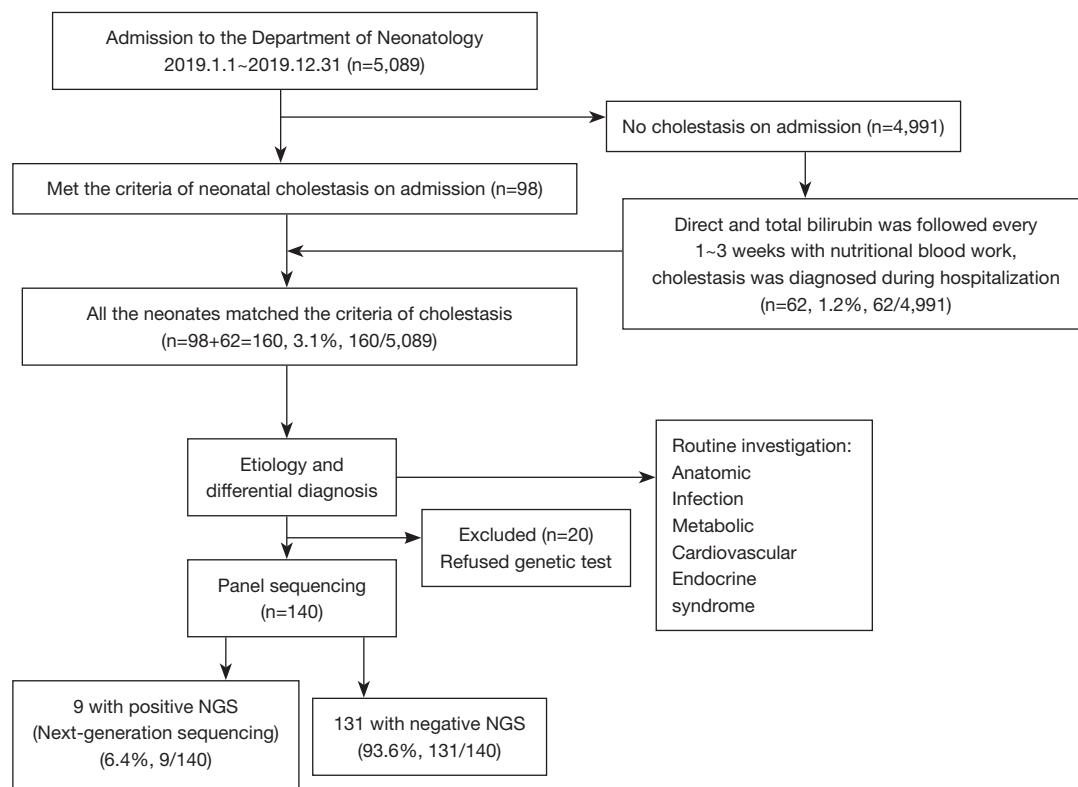 Admission to the Department of Neonatology
2019.1.1~2019.12.31 (n=5,089)
No cholestasis on admission (n=4,991)
Met the criteria of neonatal cholestasis on admission (n=98)
Direct and total bilirubin was followed every
1~3 weeks with nutritional blood work,
cholestasis was diagnosed during hospitalization
(n=62, 1.2%, 62/4,991)
All the neonates matched the criteria of cholestasis
(n=98+62=160, 3.1%, 160/5,089)
Etiology and
differential diagnosis
Routine investigation:
Anatomic
Infection
Metabolic
Cardiovascular
Endocrine
syndrome
Excluded (n=20)
Refused genetic test
Panel sequencing
(n=140)
9 with positive NGS
(Next-generation sequencing)
(6.4%, 9/140)
131 with negative NGS
(93.6%, 131/140)